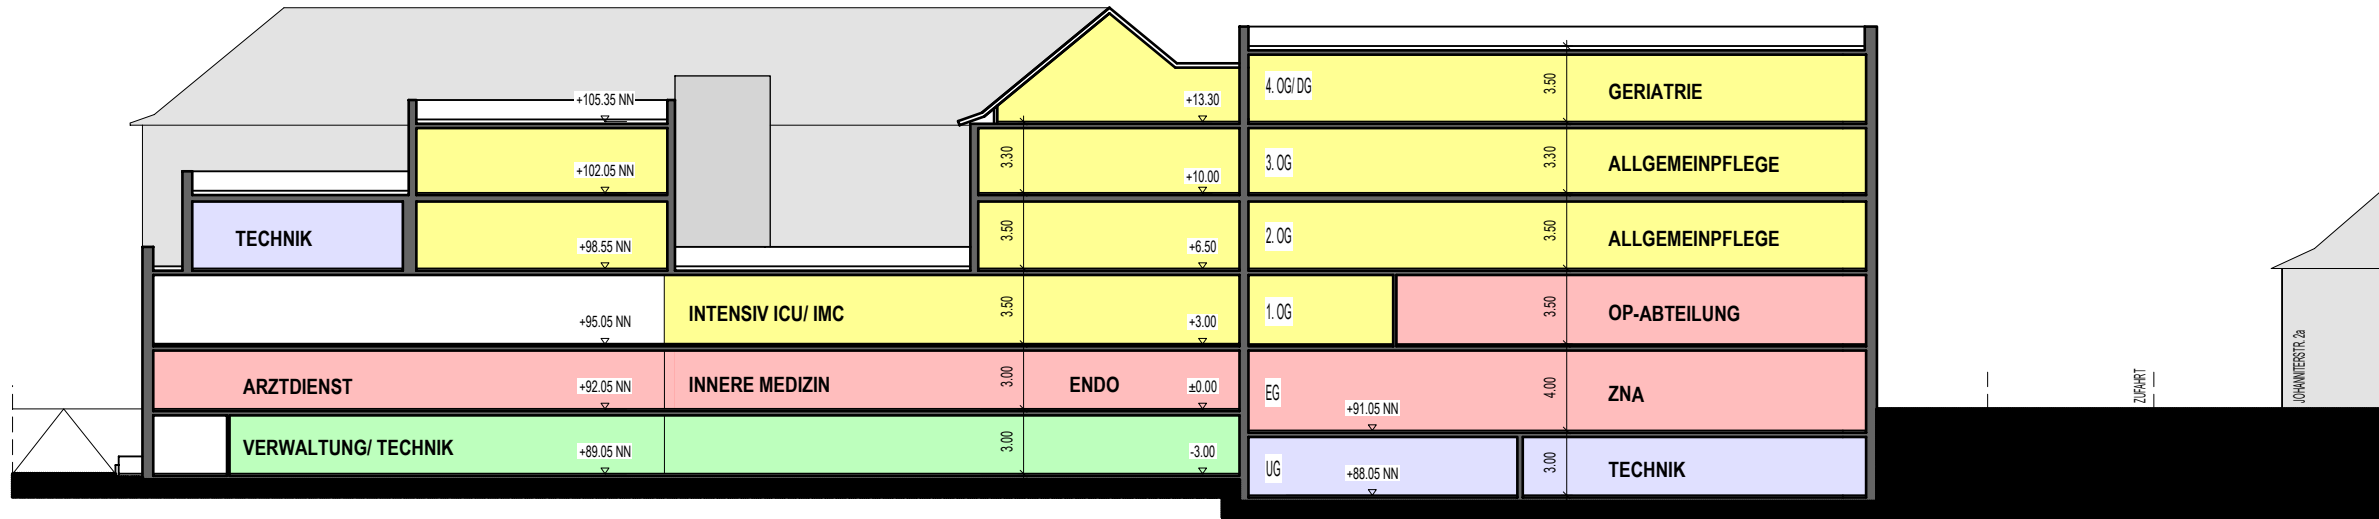 +105.35 NN
+13.30
4. OG/ DG
3.50
GERIATRIE
+102.05 NN
3.30
+10.00
3. OG
3.30
ALLGEMEINPFLEGE
TECHNIK
+98.55 NN
3.50
+6.50
2. OG
3.50
ALLGEMEINPFLEGE
+95.05 NN
INTENSIV ICU/ IMC
3.50
+3.00
1. OG
3.50
OP-ABTEILUNG
ARZTDIENST
+92.05 NN
INNERE MEDIZIN
3.00
ENDO
±0.00
EG
+91.05 NN
4.00
ZNA
ZUFAHRT
JOHANNITERSTR. 2a
VERWALTUNG/ TECHNIK
+89.05 NN
3.00
-3.00
UG
+88.05 NN
3.00
TECHNIK